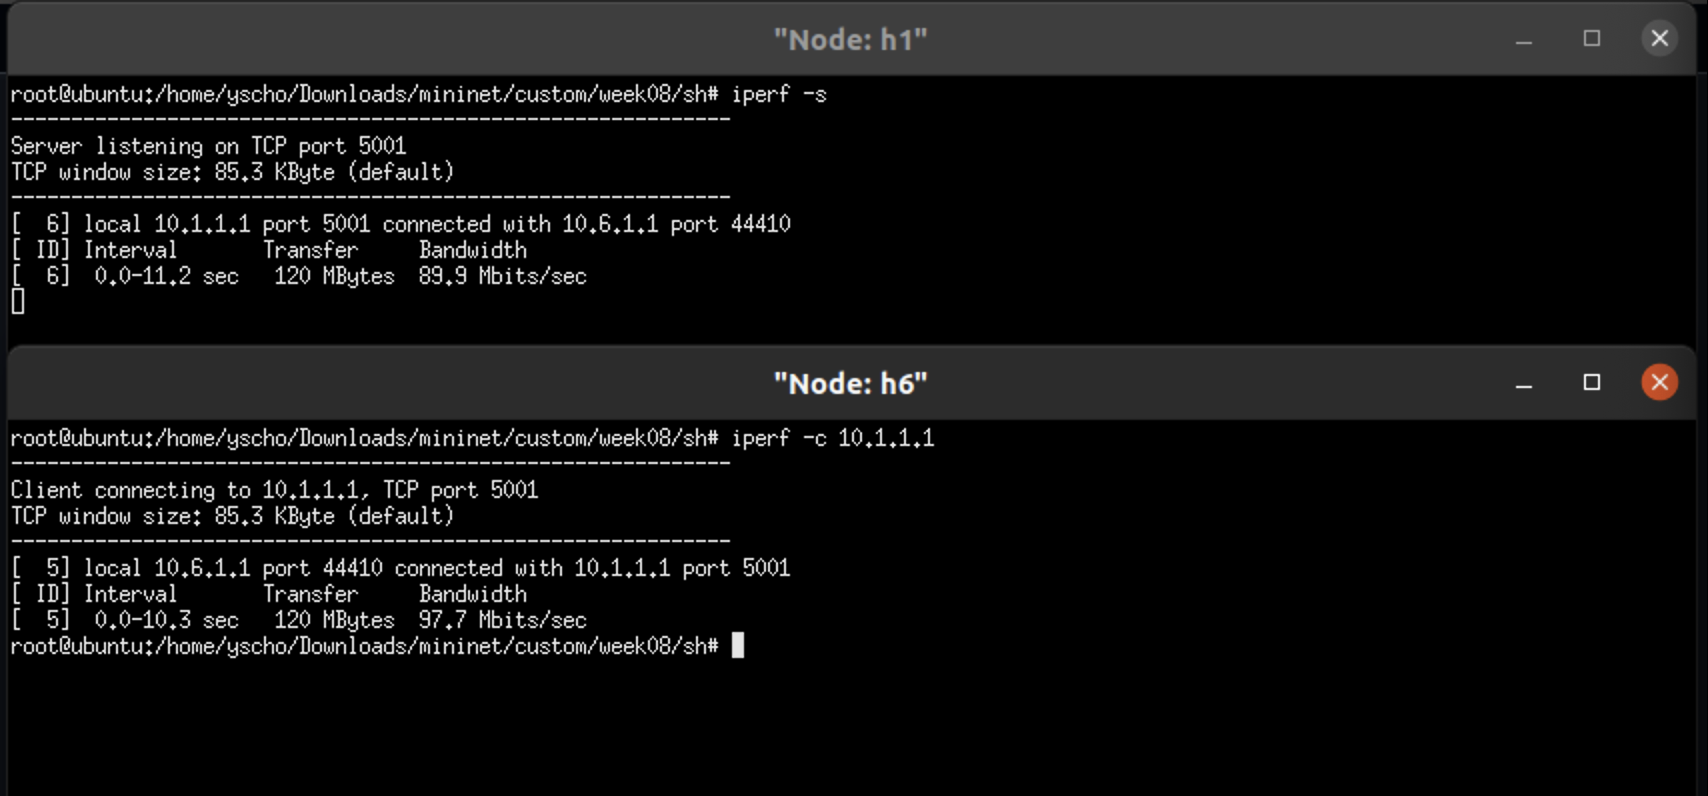 "Node: h1"
root@ubuntu:/home/yscho/Downloads/mininet/custom/week08/sh# iperf -s
------------------------------------------------------------
Server listening on TCP port 5001
TCP window size: 85.3 KByte (default)
------------------------------------------------------------
[  6] local 10.1.1.1 port 5001 connected with 10.6.1.1 port 44410
[ ID] Interval       Transfer     Bandwidth
[  6]  0.0-11.2 sec   120 MBytes  89.9 Mbits/sec
"Node: h6"
root@ubuntu:/home/yscho/Downloads/mininet/custom/week08/sh# iperf -c 10.1.1.1
------------------------------------------------------------
Client connecting to 10.1.1.1, TCP port 5001
TCP window size: 85.3 KByte (default)
------------------------------------------------------------
[  5] local 10.6.1.1 port 44410 connected with 10.1.1.1 port 5001
[ ID] Interval       Transfer     Bandwidth
[  5]  0.0-10.3 sec   120 MBytes  97.7 Mbits/sec
root@ubuntu:/home/yscho/Downloads/mininet/custom/week08/sh#